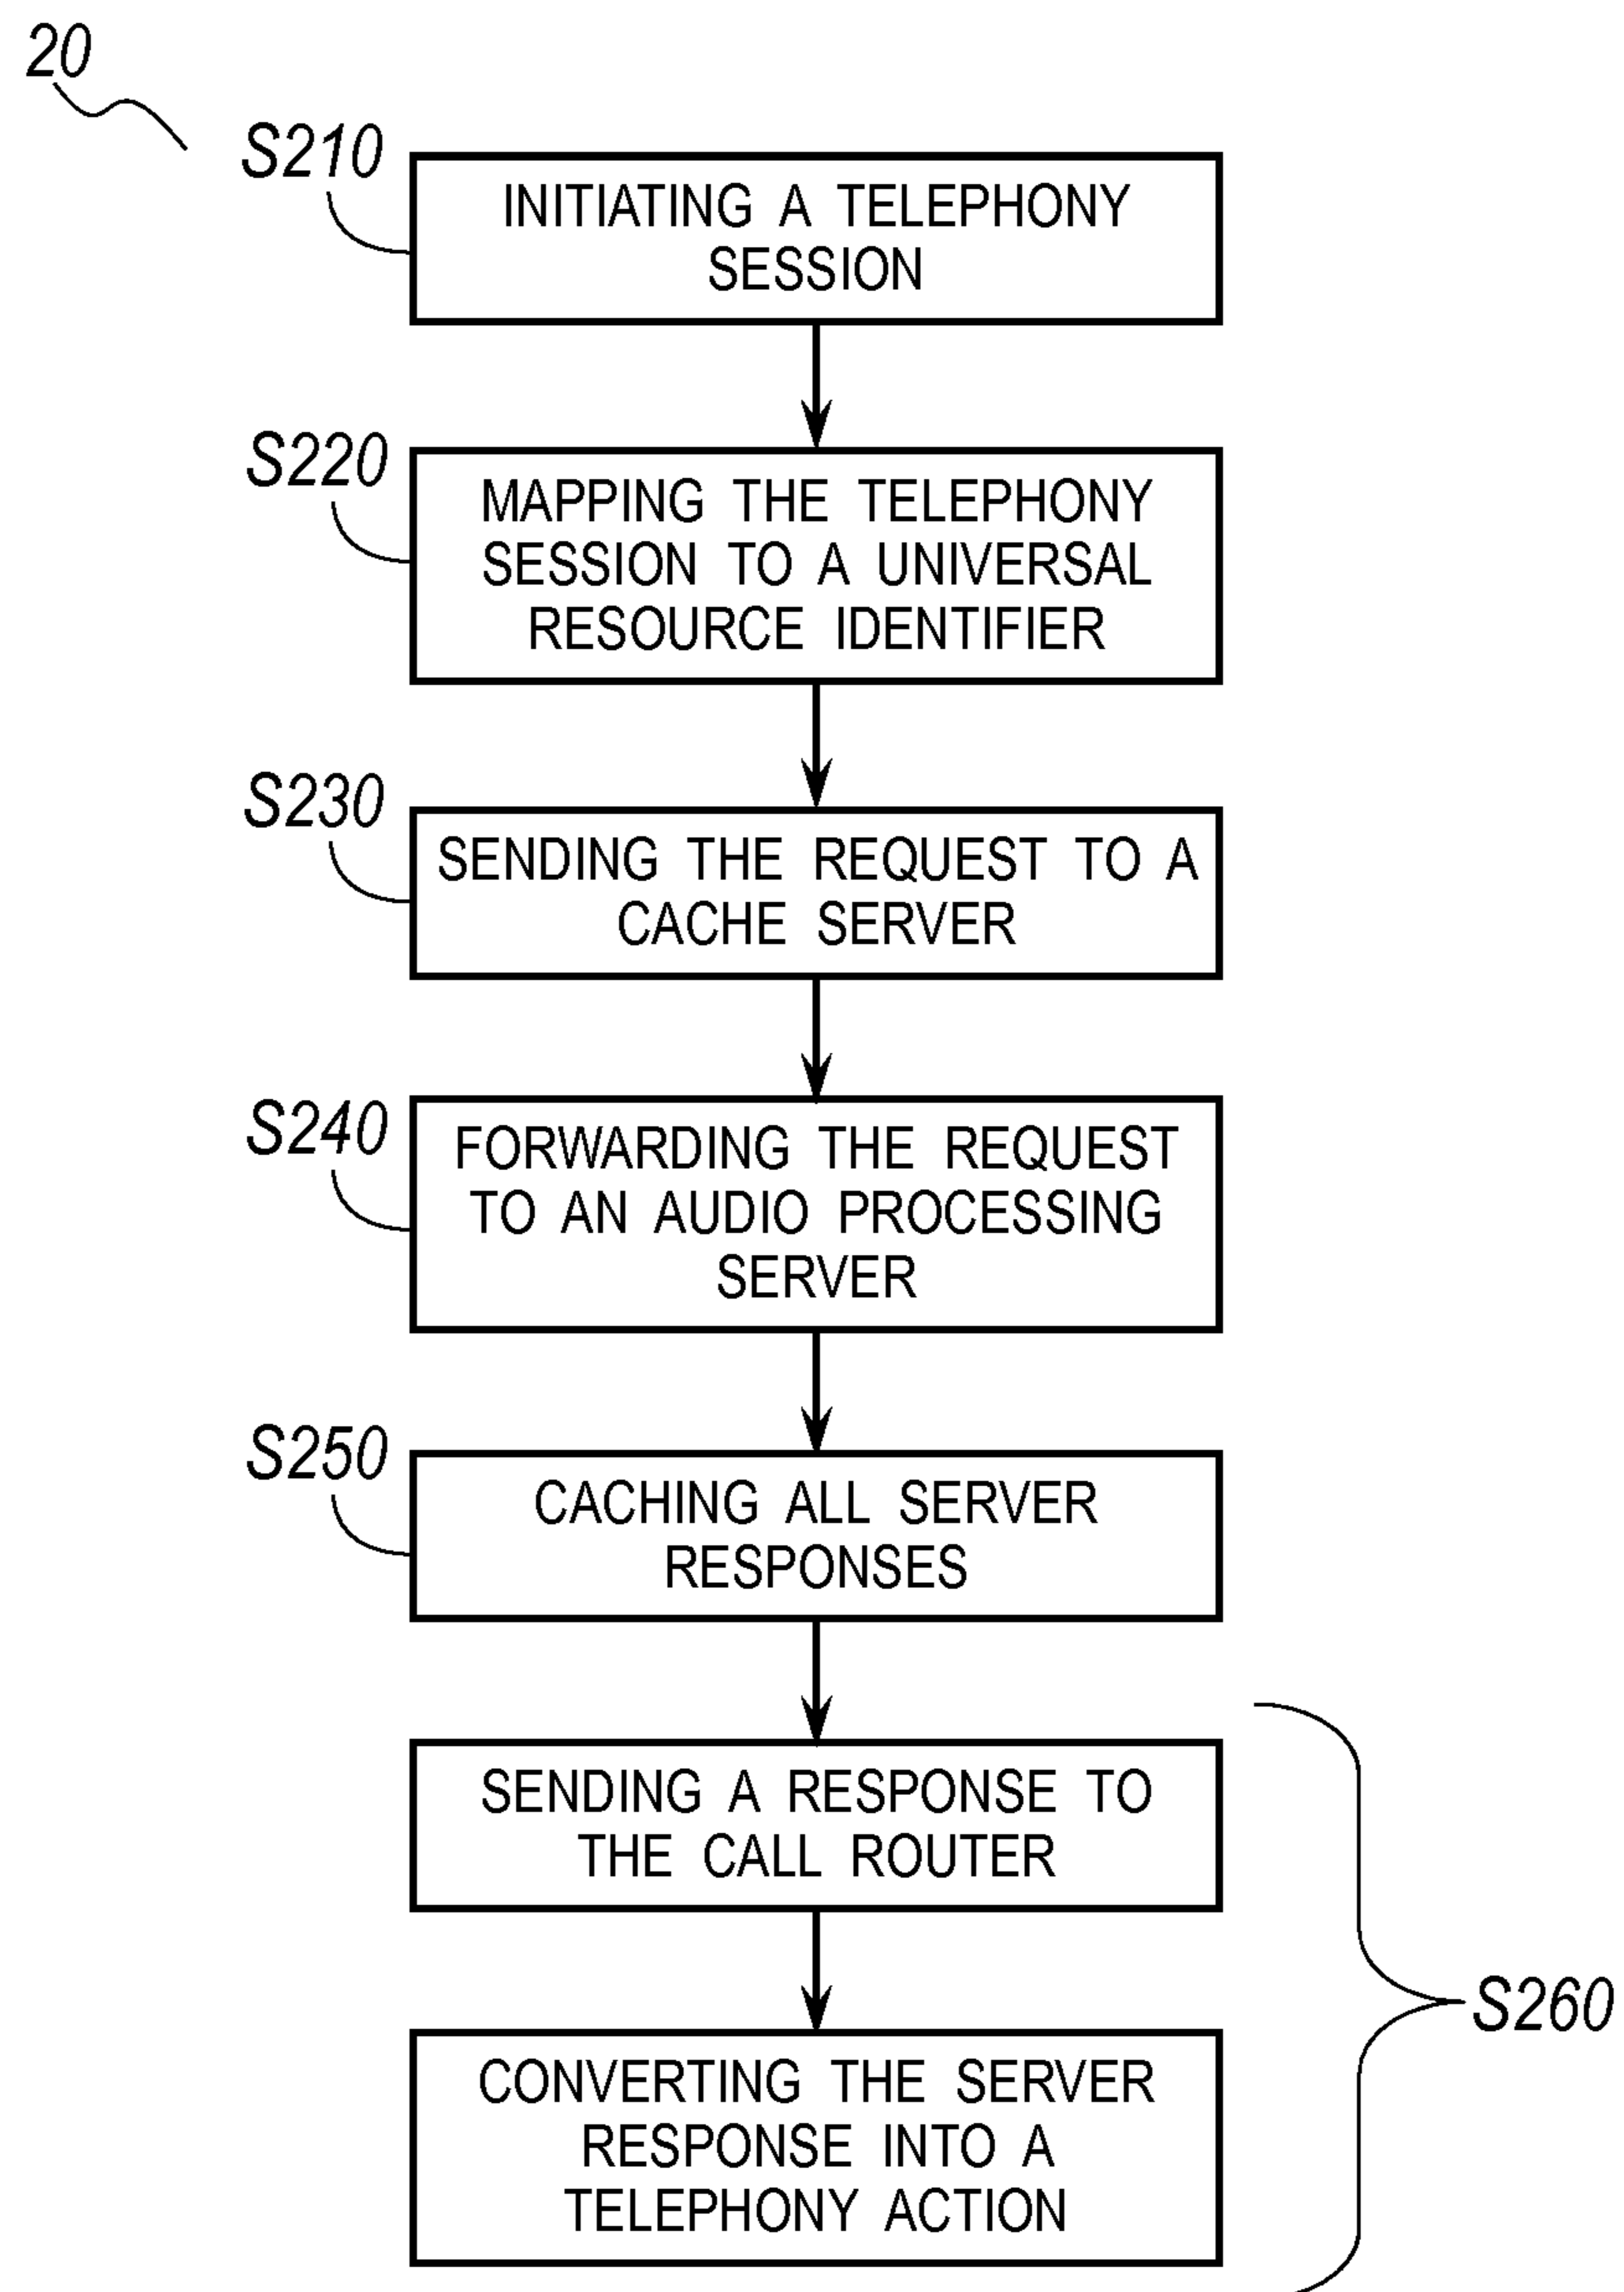 20
S210
INITIATING A TELEPHONY
SESSION
S220
MAPPING THE TELEPHONY
SESSION TO A UNIVERSAL
RESOURCE IDENTIFIER
S230
SENDING THE REQUEST TO A
CACHE SERVER
S240
FORWARDING THE REQUEST
TO AN AUDIO PROCESSING
SERVER
S250
CACHING ALL SERVER
RESPONSES
SENDING A RESPONSE TO
THE CALL ROUTER
S260
CONVERTING THE SERVER
RESPONSE INTO A
TELEPHONY ACTION